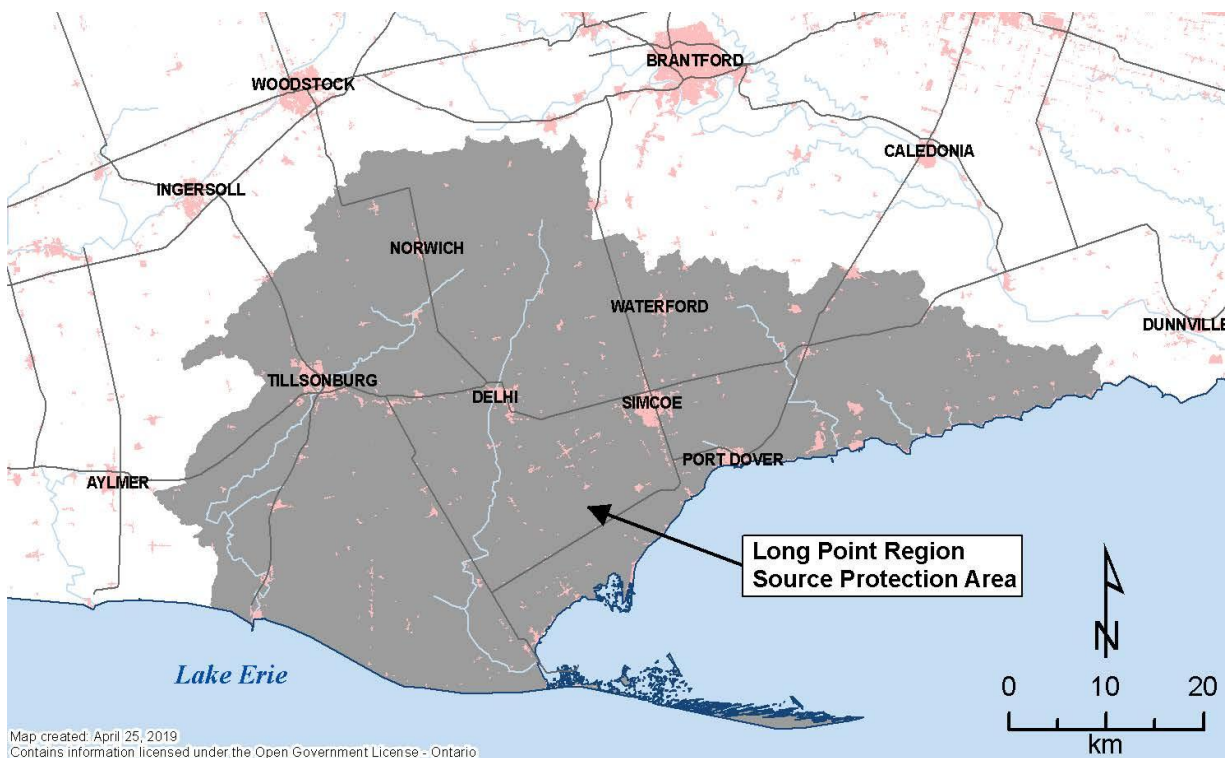 BRANTFORD
WOODSTOCK
CALEDONIA
INGERSOLL
NORWICH
WATERFORD
DUNNVILLE
TILLSONBURG
DELHI
SIMCOE
PORT DOVER
AYLMER
Long Point Region
Source Protection Area
Lake Erie
N
0 10 20
km
Map created: April 25, 2019
Contains information licensed under the Open Government License - Ontario